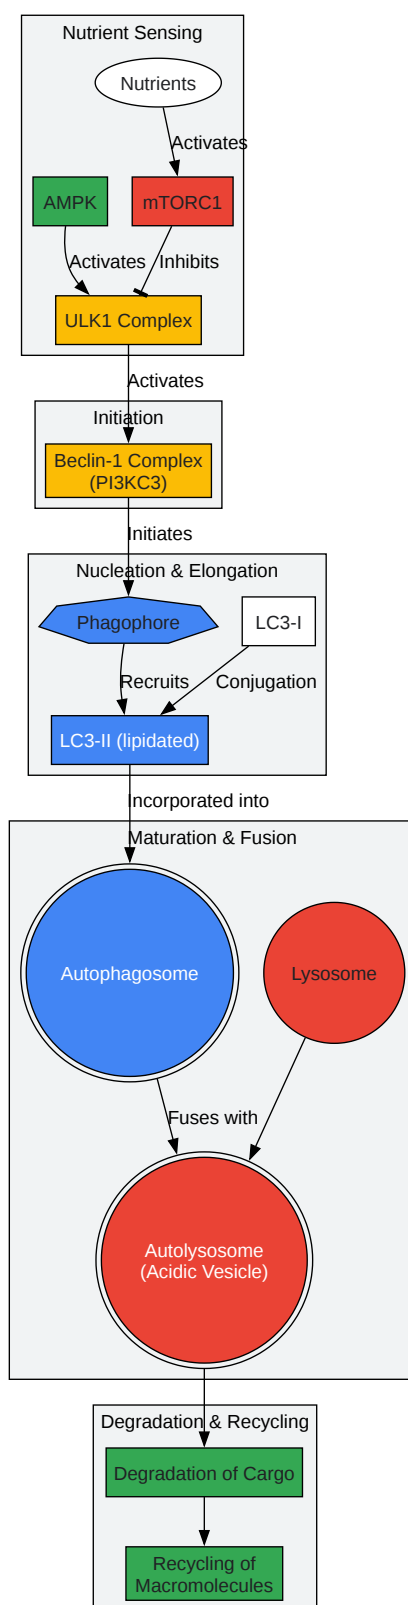 Nutrient Sensing
Nutrients
Activates
AMPK
mTORC1
Activates
Inhibits
ULK1 Complex
Activates
Initiation
Beclin-1 Complex
(PI3KC3)
Initiates
Nucleation & Elongation
Phagophore
LC3-I
Recruits
Conjugation
LC3-II (lipidated)
Incorporated into
Maturation & Fusion
Autophagosome
Lysosome
Fuses with
Autolysosome
(Acidic Vesicle)
Degradation & Recycling
Degradation of Cargo
Recycling of
Macromolecules